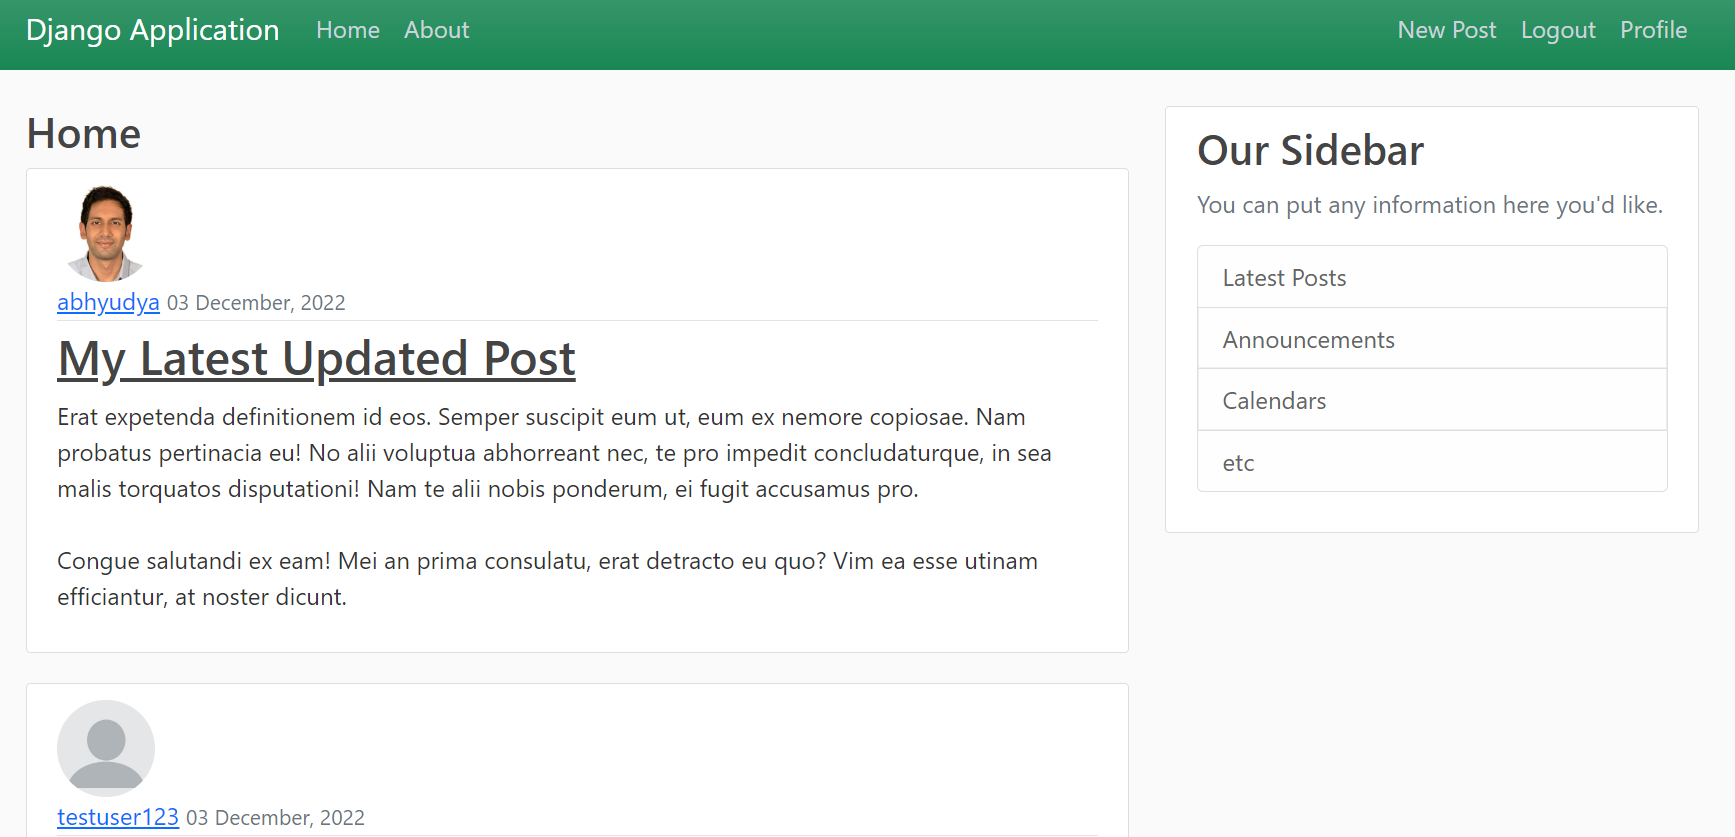 Django Application Home About New Post Logout Profile
Home
abhyudya 03 December, 2022
My Latest Updated Post
Erat expetenda definitionem id eos. Semper suscipit eum ut, eum ex nemore copiosae. Nam
probatus pertinacia eu! No alii voluptua abhorreant nec, te pro impedit concludaturque, in sea
malis torquatos disputationi! Nam te alii nobis ponderum, ei fugit accusamus pro.
Congue salutandi ex eam! Mei an prima consulatu, erat detracto eu quo? Vim ea esse utinam
efficiantur, at noster dicunt.
testuser123 03 December, 2022
Our Sidebar
You can put any information here you'd like.
Latest Posts
Announcements
Calendars
etc